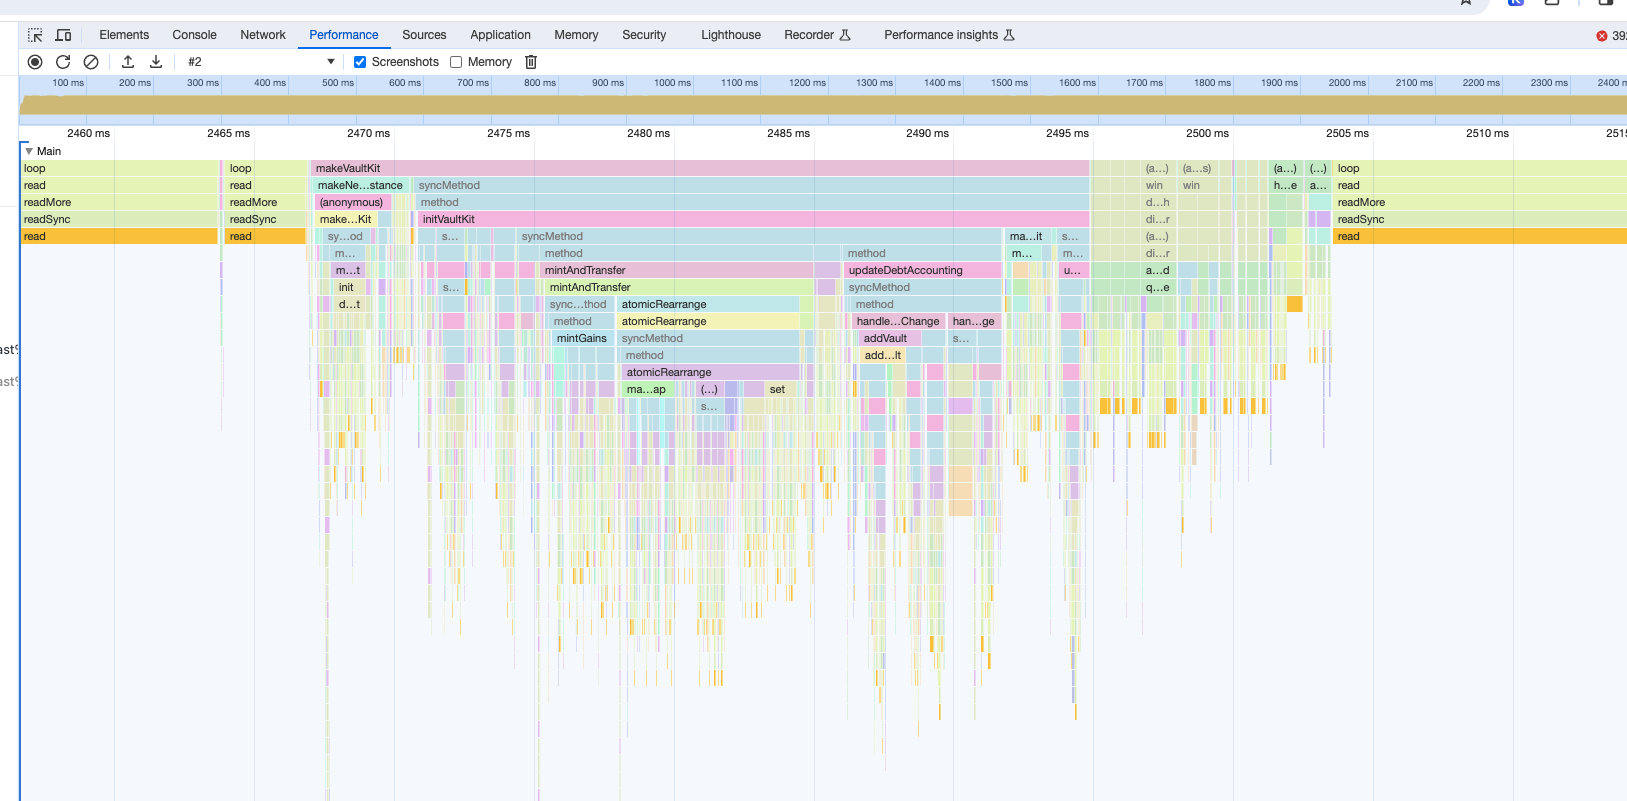 Elements Console Network Performance Sources Application Memory Security Lighthouse Recorder Performance insights 392
#2 Screenshots Memory
100 ms 200 ms 300 ms 400 ms 500 ms 600 ms 700 ms 800 ms 900 ms 1000 ms 1100 ms 1200 ms 1300 ms 1400 ms 1500 ms 1600 ms 1700 ms 1800 ms 1900 ms 2000 ms 2100 ms 2200 ms 2300 ms 2400 m
2460 ms 2465 ms 2470 ms 2475 ms 2480 ms 2485 ms 2490 ms 2495 ms 2500 ms 2505 ms 2510 ms 2515
Main
loop loop makeVaultKit (a...) (a...s) (a...) (...) loop
read read makeNe...stance syncMethod win win h...e a... read
readMore readMore (anonymous) method d...h readMore
readSync readSync make...Kit initVaultKit di...r readSync
read read sy...od s... syncMethod ma...it s... (a...) read
m... method method m... m... di...r
m...t mintAndTransfer updateDebtAccounting u... a...d
init s... mintAndTransfer syncMethod q...e
d...t sync...thod atomicRearrange method
method atomicRearrange handle...Change han...ge
mintGains syncMethod addVault s...
ast
method add...lt
atomicRearrange
ast
ma...ap (...) set
s...